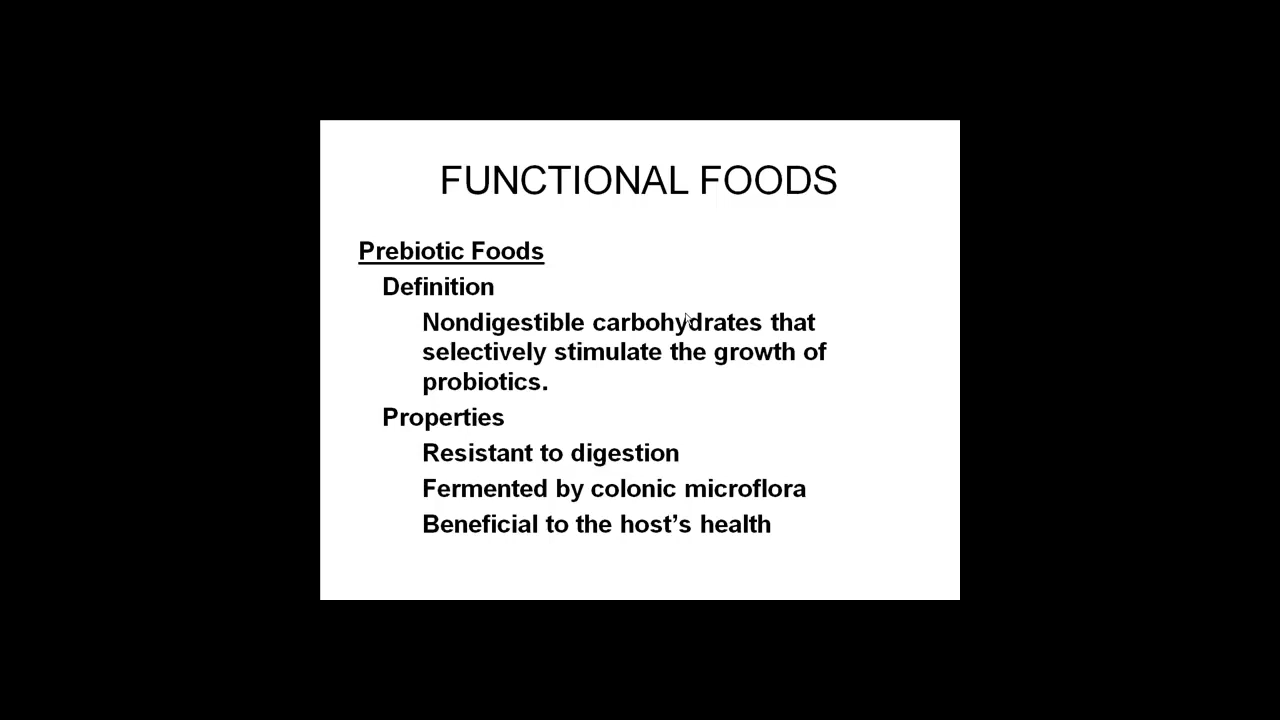 FUNCTIONAL FOODS
Prebiotic Foods
Definition
Nondigestible carbohydrates that
selectively stimulate the growth of
probiotics.
Properties
Resistant to digestion
Fermented by colonic microflora
Beneficial to the host’s health